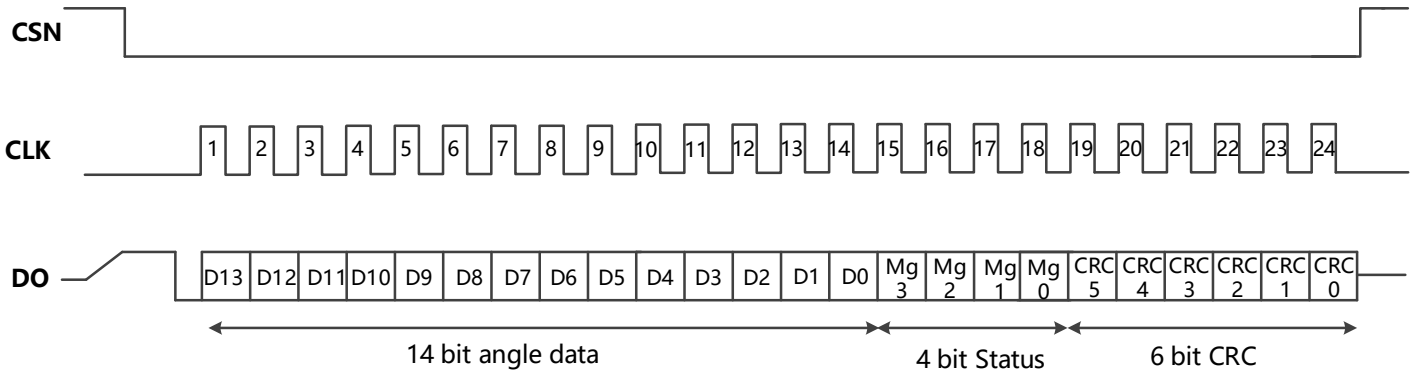 CSN
CLK
1 2 3 4 5 6 7 8 9 10 11 12 13 14 15 16 17 18 19 20 21 22 23 24
DO
D13 D12 D11 D10 D9 D8 D7 D6 D5 D4 D3 D2 D1 D0 Mg 3 Mg 2 Mg 1 Mg 0 CRC 5 CRC 4 CRC 3 CRC 2 CRC 1 CRC 0
14 bit angle data 4 bit Status 6 bit CRC